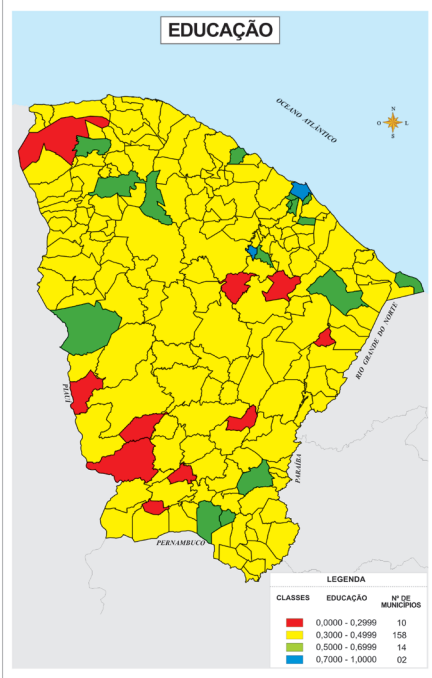 EDUCAÇÃO
OCEANO ATLÂNTICO
N
O L
S
RIO GRANDE DO NORTE
PIAUÍ
PARAÍBA
PERNAMBUCO
LEGENDA
CLASSES EDUCAÇÃO Nº DE MUNICÍPIOS
0,0000 - 0,2999 10
0,3000 - 0,4999 158
0,5000 - 0,6999 14
0,7000 - 1,0000 02